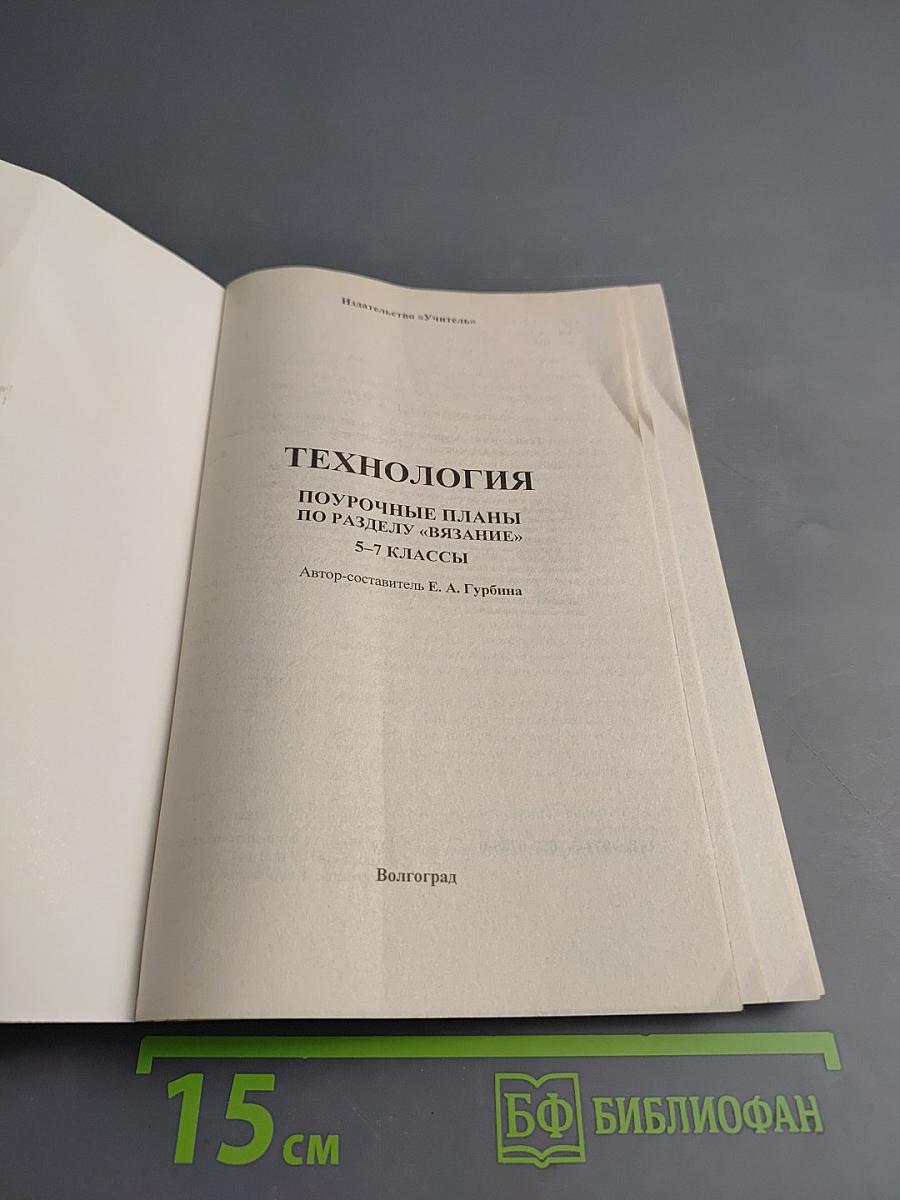 Издательство «Учитель»
ТЕХНОЛОГИЯ
ПОУРОЧНЫЕ ПЛАНЫ
ПО РАЗДЕЛУ «ВЯЗАНИЕ»
5–7 КЛАССЫ
Автор-составитель Е. А. Гурбина
Волгоград
15 см
БФ БИБЛИОФАН